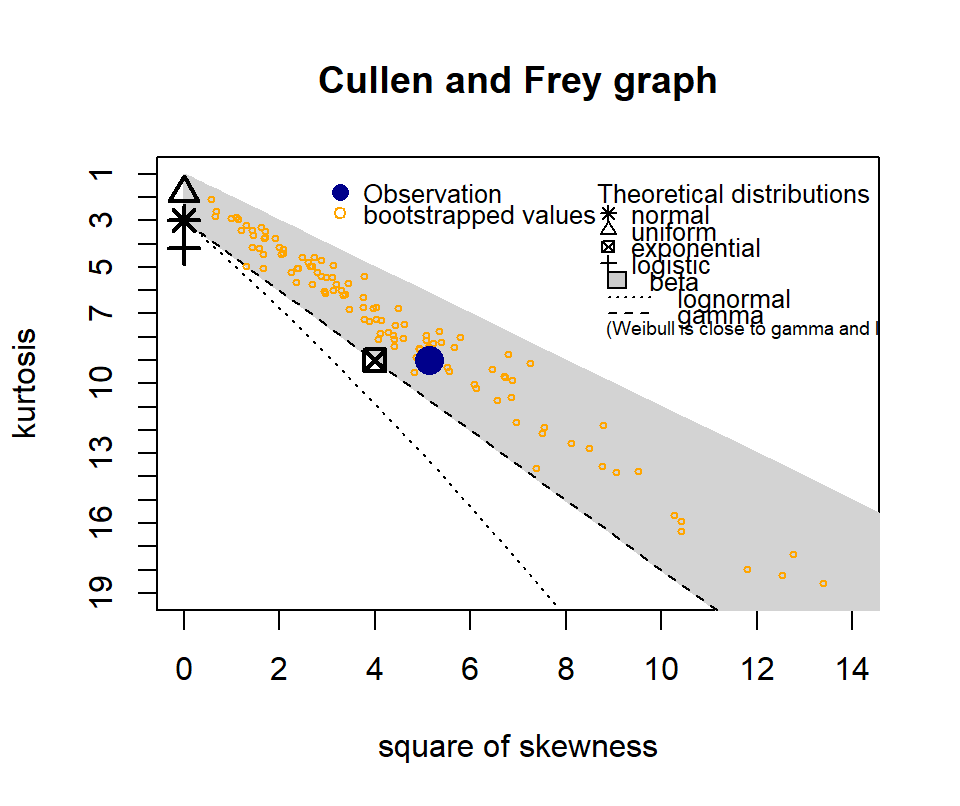 Cullen and Frey graph
kurtosis
1
3
5
7
10
13
16
19
Observation
bootstrapped values
Theoretical distributions
normal
uniform
exponential
logistic
beta
lognormal
gamma
(Weibull is close to gamma and l
0 2 4 6 8 10 12 14
square of skewness